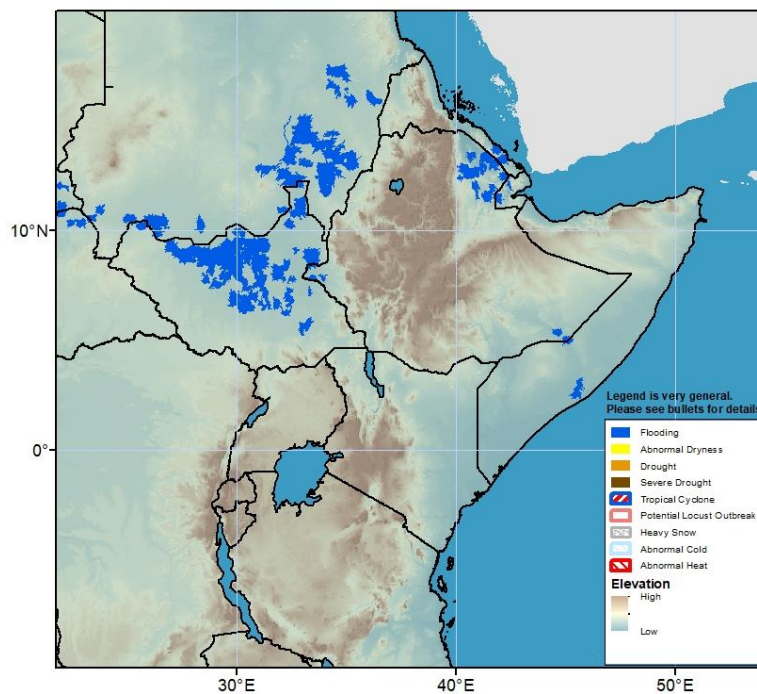 10°N
0°
Legend is very general.
Please see bullets for details
Flooding
Abnormal Dryness
Drought
Severe Drought
Tropical Cyclone
Potential Locust Outbreak
Heavy Snow
Abnormal Cold
Abnormal Heat
Elevation
High
Low
30°E
40°E
50°E